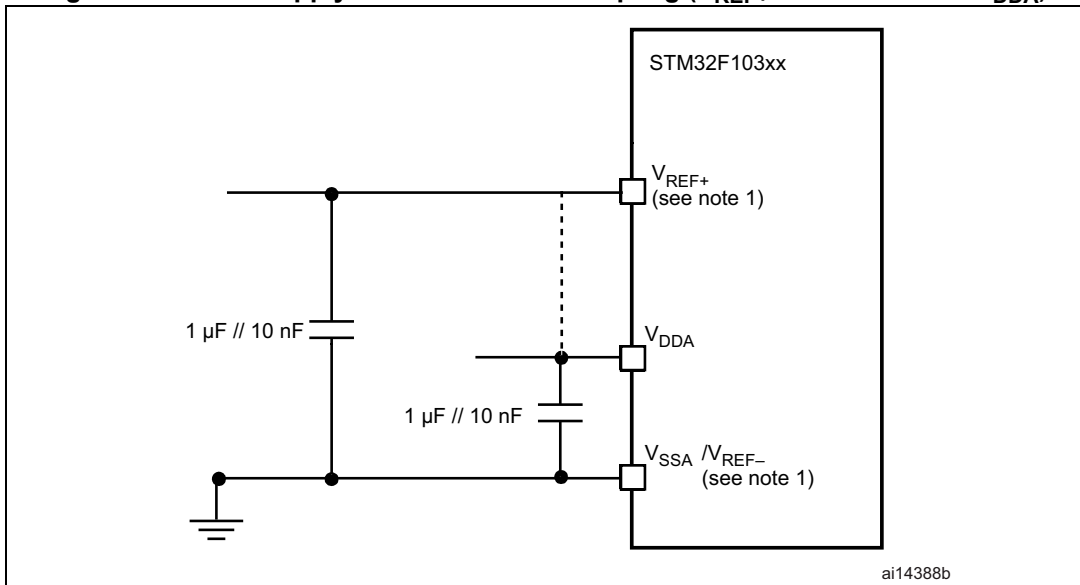 STM32F103xx
VREF+
(see note 1)
1 µF // 10 nF
VDDA
1 µF // 10 nF
VSSA /VREF–
(see note 1)
ai14388b